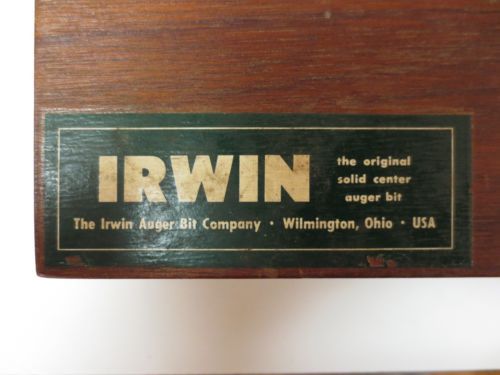 IRWIN
the original
solid center
auger bit
The Irwin Auger Bit Company · Wilmington, Ohio · USA